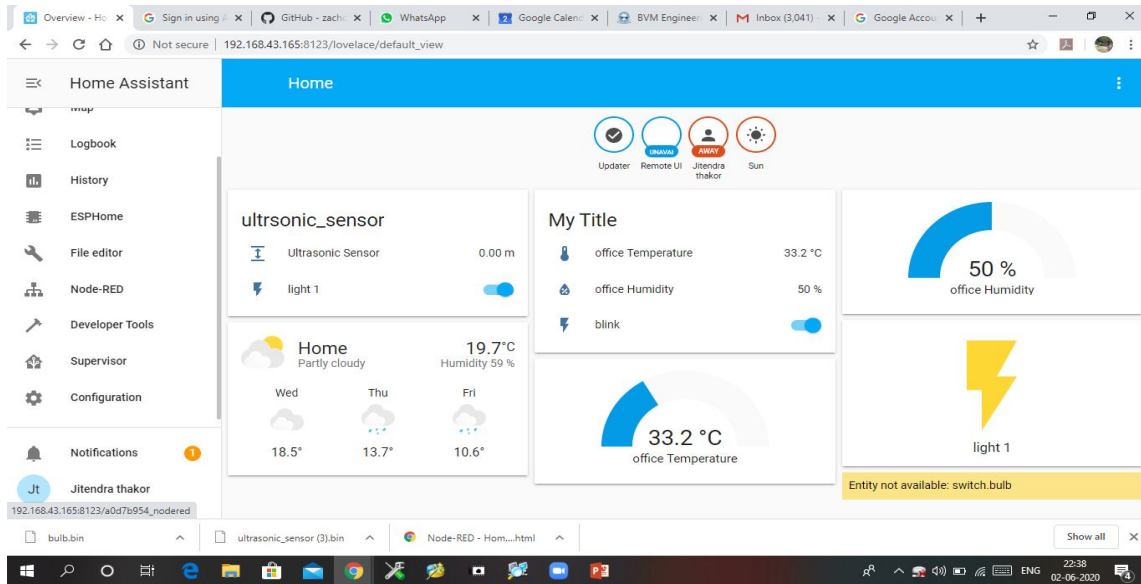 Overview - Ho
Sign in using
GitHub - zach
WhatsApp
Google Calend
BVM Engineer
Inbox (3,041) -
Google Accou
Not secure | 192.168.43.165:8123/lovelace/default_view
Home Assistant
Home
Map
Logbook
History
ESPHome
File editor
Node-RED
Developer Tools
Supervisor
Configuration
Notifications 1
Jt Jitendra thakor
192.168.43.165:8123/a0d7b954_nodered
UNAVAI
AWAY
Updater
Remote UI
Jitendra
thakor
Sun
ultrsonic_sensor
Ultrasonic Sensor 0.00 m
light 1
Home 19.7°C
Partly cloudy Humidity 59 %
Wed Thu Fri
18.5° 13.7° 10.6°
My Title
office Temperature 33.2 °C
office Humidity 50 %
blink
33.2 °C
office Temperature
50 %
office Humidity
light 1
Entity not available: switch.bulb
bulb.bin
ultrasonic_sensor (3).bin
Node-RED - Hom,...html
Show all
ENG
22:38
02-06-2020